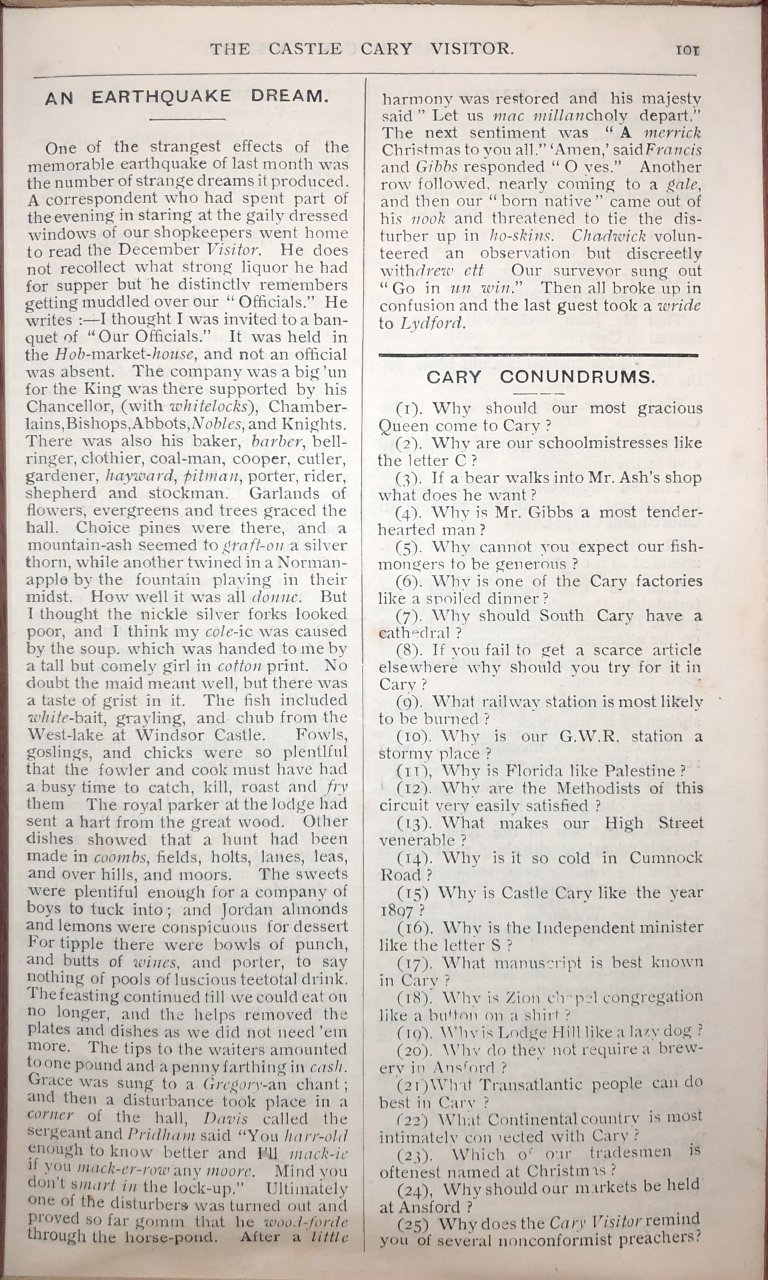 THE CASTLE CARY VISITOR.
101
AN EARTHQUAKE DREAM.
One of the strangest effects of the
memorable earthquake of last month was
the number of strange dreams it produced.
A correspondent who had spent part of
the evening in staring at the gaily dressed
windows of our shopkeepers went home
to read the December Visitor. He does
not recollect what strong liquor he had
for supper but he distinctly remembers
getting muddled over our " Officials." He
writes :—I thought I was invited to a ban-
quet of "Our Officials." It was held in
the Hob-market-house, and not an official
was absent. The company was a big 'un
for the King was there supported by his
Chancellor, (with whitelocks), Chamber-
lains,Bishops,Abbots,Nobles, and Knights.
There was also his baker, barber, bell-
ringer, clothier, coal-man, cooper, cutler,
gardener, hayward, pitman, porter, rider,
shepherd and stockman. Garlands of
flowers, evergreens and trees graced the
hall. Choice pines were there, and a
mountain-ash seemed to graft-on a silver
thorn, while another twined in a Norman-
apple by the fountain playing in their
midst. How well it was all donne. But
I thought the nickle silver forks looked
poor, and I think my cole-ic was caused
by the soup. which was handed to me by
a tall but comely girl in cotton print. No
doubt the maid meant well, but there was
a taste of grist in it. The fish included
white-bait, grayling, and chub from the
West-lake at Windsor Castle. Fowls,
goslings, and chicks were so plentiful
that the fowler and cook must have had
a busy time to catch, kill, roast and fry
them The royal parker at the lodge had
sent a hart from the great wood. Other
dishes showed that a hunt had been
made in coombs, fields, holts, lanes, leas,
and over hills, and moors. The sweets
were plentiful enough for a company of
boys to tuck into ; and Jordan almonds
and lemons were conspicuous for dessert
For tipple there were bowls of punch,
and butts of wines, and porter, to say
nothing of pools of luscious teetotal drink.
The feasting continued till we could eat on
no longer, and the helps removed the
plates and dishes as we did not need 'em
more. The tips to the waiters amounted
to one pound and a penny farthing in cash.
Grace was sung to a Gregory-an chant ;
and then a disturbance took place in a
corner of the hall, Davis called the
sergeant and Pridham said "You harr-old
enough to know better and I'll mack-ie
if you mack-er-row any moore. Mind you
don't smart in the lock-up." Ultimately
one of the disturbers was turned out and
proved so far gomm that he wood-forde
through the horse-pond. After a little
harmony was restored and his majesty
said " Let us mac millancholy depart."
The next sentiment was " A merrick
Christmas to you all." 'Amen,' said Francis
and Gibbs responded " O yes." Another
row followed, nearly coming to a gale,
and then our " born native " came out of
his nook and threatened to tie the dis-
turber up in ho-skins. Chadwick volun-
teered an observation but discreetly
withdrew ett Our surveyor sung out
" Go in un win." Then all broke up in
confusion and the last guest took a wride
to Lydford.
CARY CONUNDRUMS.
(1). Why should our most gracious
Queen come to Cary ?
(2). Why are our schoolmistresses like
the letter C ?
(3). If a bear walks into Mr. Ash's shop
what does he want ?
(4). Why is Mr. Gibbs a most tender-
hearted man ?
(5). Why cannot you expect our fish-
mongers to be generous ?
(6). Why is one of the Cary factories
like a spoiled dinner ?
(7). Why should South Cary have a
cathedral ?
(8). If you fail to get a scarce article
elsewhere why should you try for it in
Cary ?
(9). What railway station is most likely
to be burned ?
(10). Why is our G.W.R. station a
stormy place ?
(11), Why is Florida like Palestine ?
(12). Why are the Methodists of this
circuit very easily satisfied ?
(13). What makes our High Street
venerable ?
(14). Why is it so cold in Cumnock
Road ?
(15) Why is Castle Cary like the year
1897 ?
(16). Why is the Independent minister
like the letter S ?
(17). What manuscript is best known
in Cary ?
(18). Why is Zion chapel congregation
like a button on a shirt ?
(19). Why is Lodge Hill like a lazy dog ?
(20). Why do they not require a brew-
ery in Ansford ?
(21)What Transatlantic people can do
best in Cary ?
(22) What Continental country is most
intimately connected with Cary ?
(23). Which of our tradesmen is
oftenest named at Christmas ?
(24), Why should our markets be held
at Ansford ?
(25) Why does the Cary Visitor remind
you of several nonconformist preachers?